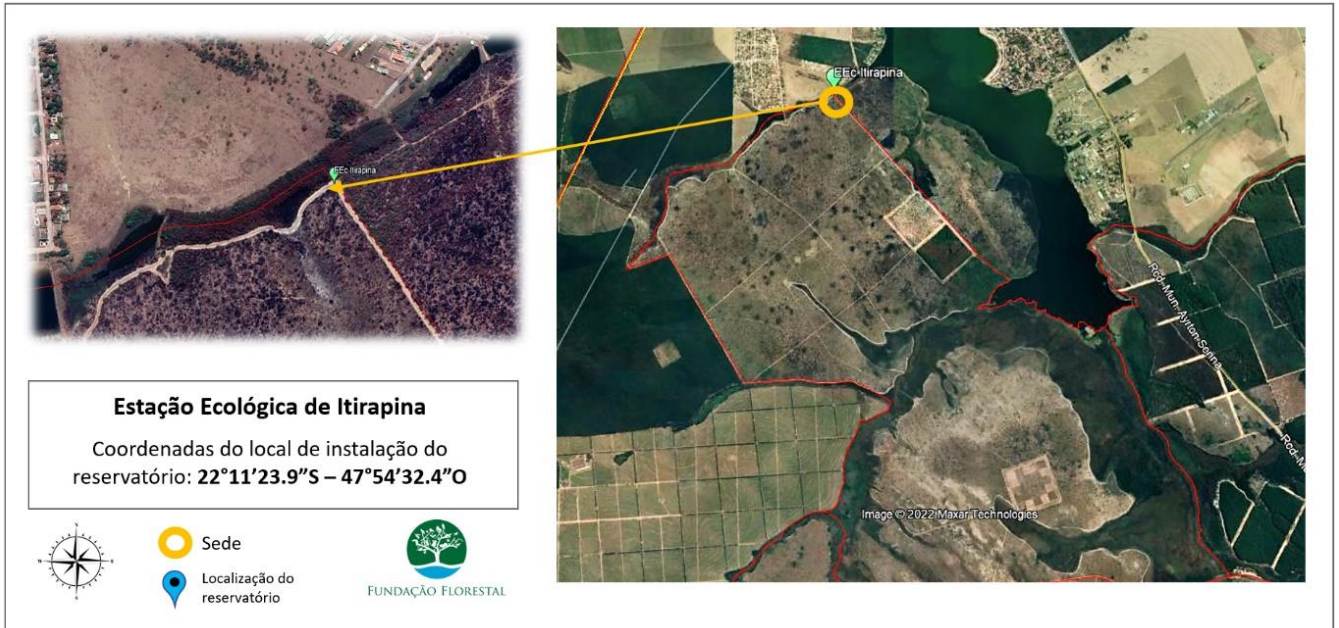 EEc Itirapina
EEc-Itirapina
Rod-Mun-Ayrton-Senna
Image © 2022 Maxar Technologies
Estação Ecológica de Itirapina
Coordenadas do local de instalação do
reservatório: 22°11’23.9”S – 47°54’32.4”O
N
Sede
Localização do
reservatório
FUNDAÇÃO FLORESTAL